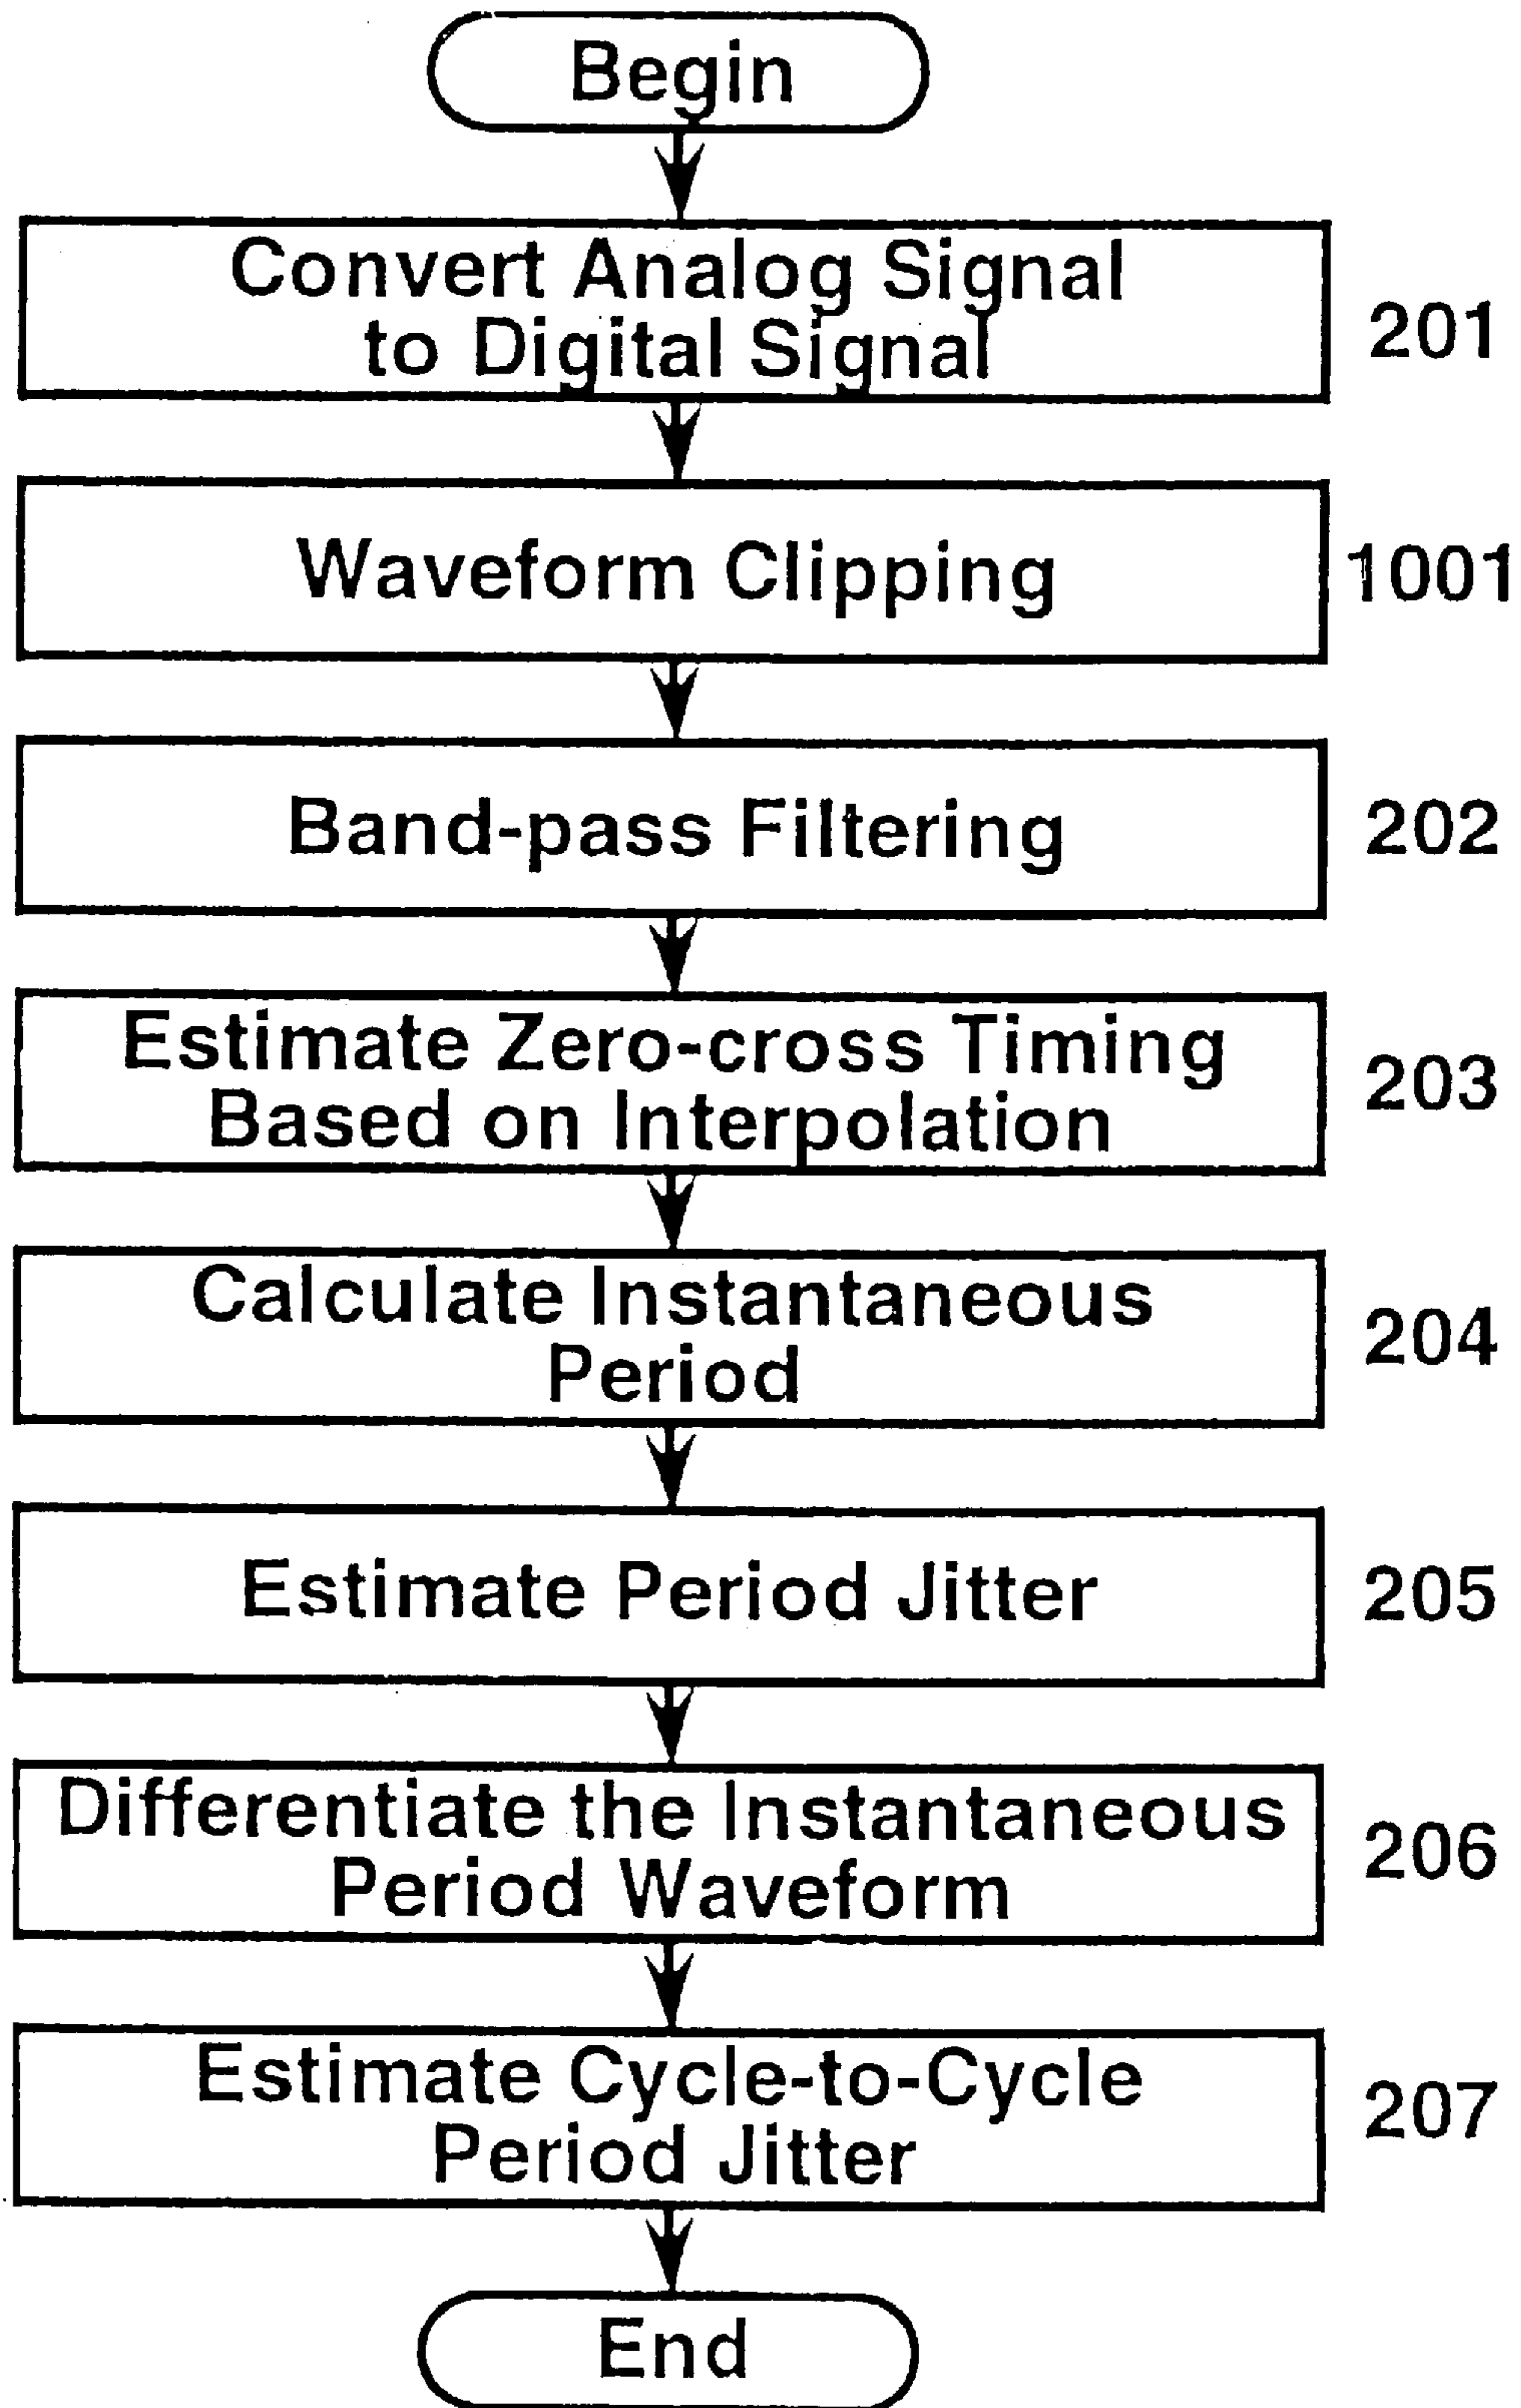 Begin
Convert Analog Signal
to Digital Signal
201
Waveform Clipping
1001
Band-pass Filtering
202
Estimate Zero-cross Timing
Based on Interpolation
203
Calculate Instantaneous
Period
204
Estimate Period Jitter
205
Differentiate the Instantaneous
Period Waveform
206
Estimate Cycle-to-Cycle
Period Jitter
207
End